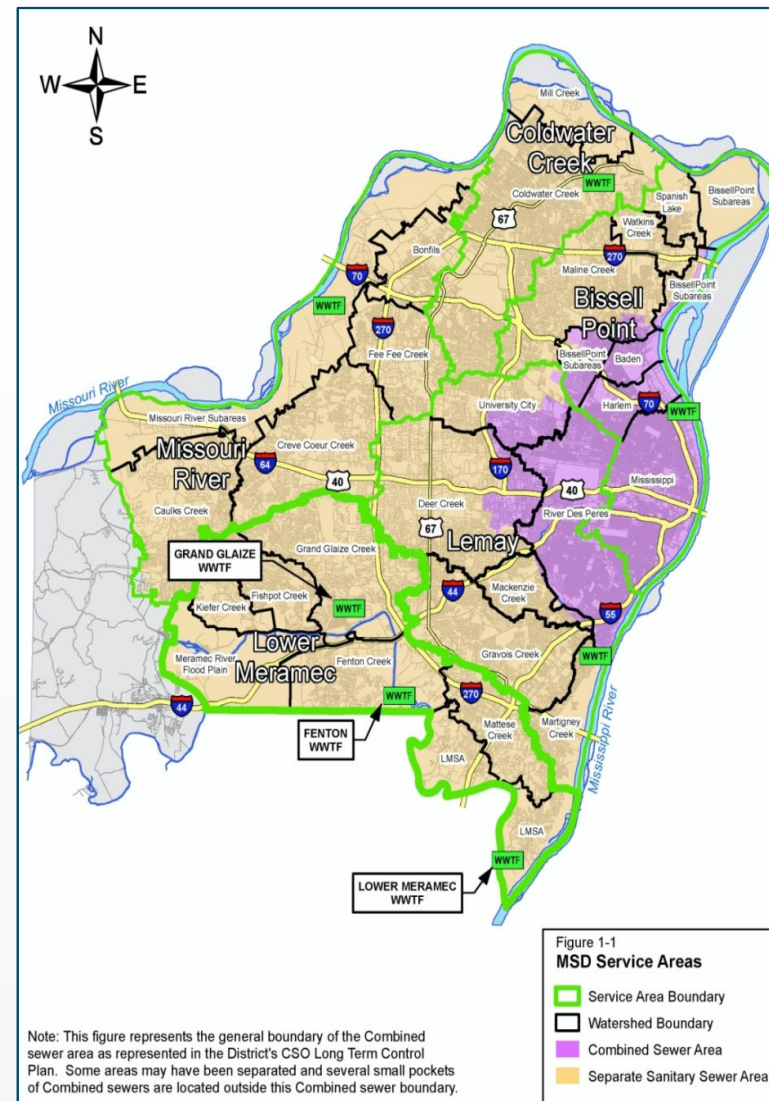 N
W
E
S
Mill Creek
Coldwater
Creek
WWTF
Coldwater Creek
67
Spanish
Lake
BissellPoint
Subareas
Watkins
Creek
Bonfils
270
Maline Creek
70
WWTF
Bissell
Point
BissellPoint
Subareas
270
Fee Fee Creek
BissellPoint
Subareas
Baden
Missouri River
Missouri River Subareas
University City
Harlem
70
WWTF
Missouri
River
Creve Coeur Creek
64
40
170
40
Mississippi
Caulks Creek
Deer Creek
River Des Peres
67
Lemay
GRAND GLAIZE
WWTF
Grand Glaize Creek
44
Mackenzie
Creek
Fishpot Creek
WWTF
Kiefer Creek
55
Lower
Meramec
Meramec River
Flood Plain
Fenton Creek
Gravois Creek
WWTF
44
WWTF
270
Mattese
Creek
Martigney
Creek
Mississippi River
FENTON
WWTF
LMSA
LMSA
WWTF
LOWER MERAMEC
WWTF
Figure 1-1
MSD Service Areas
Service Area Boundary
Watershed Boundary
Combined Sewer Area
Separate Sanitary Sewer Area
Note: This figure represents the general boundary of the Combined
sewer area as represented in the District's CSO Long Term Control
Plan. Some areas may have been separated and several small pockets
of Combined sewers are located outside this Combined sewer boundary.